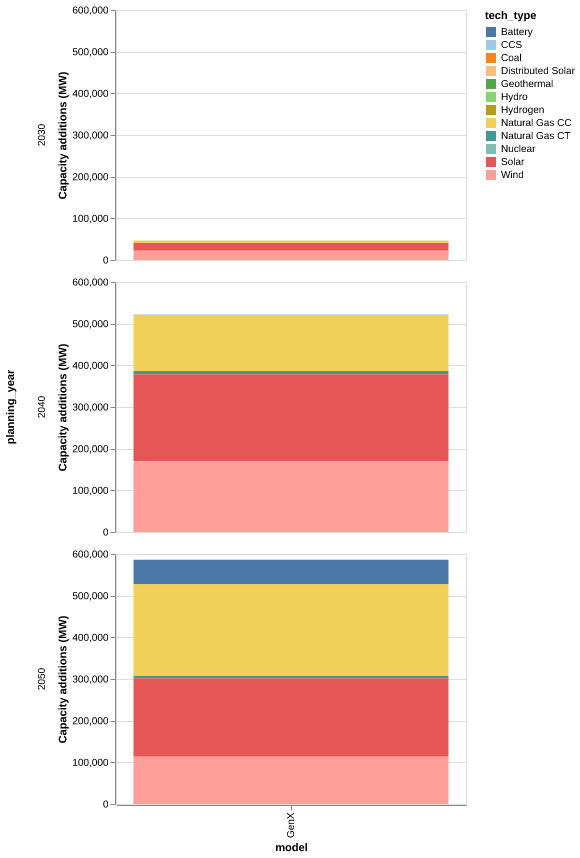 planning_year
2030
Capacity additions (MW)
600,000
500,000
400,000
300,000
200,000
100,000
0
2040
Capacity additions (MW)
600,000
500,000
400,000
300,000
200,000
100,000
0
2050
Capacity additions (MW)
600,000
500,000
400,000
300,000
200,000
100,000
0
GenX
model
tech_type
Battery
CCS
Coal
Distributed Solar
Geothermal
Hydro
Hydrogen
Natural Gas CC
Natural Gas CT
Nuclear
Solar
Wind